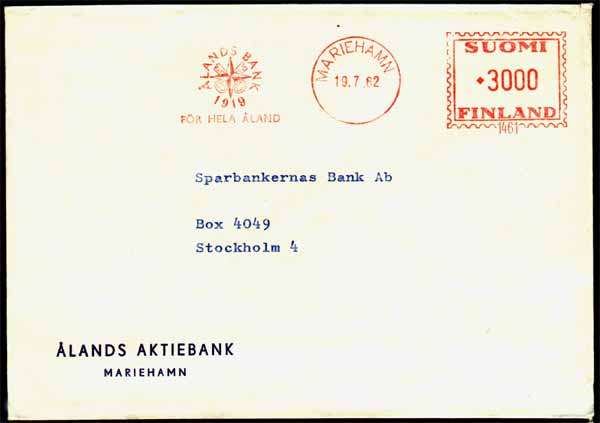 ÅLANDS BANK
1919
FÖR HELA ÅLAND
MARIEHAMN
19.7.62
SUOMI
3000
FINLAND
1461
Sparbankernas Bank Ab
Box 4049
Stockholm 4
ÅLANDS AKTIEBANK
MARIEHAMN